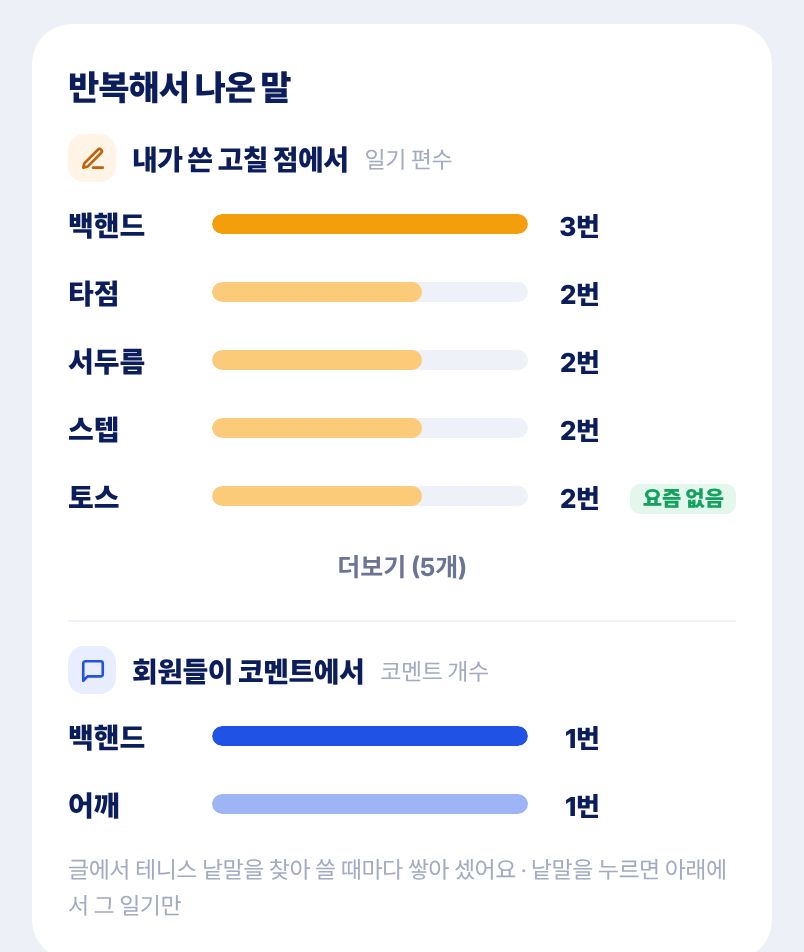 반복해서 나온 말
내가 쓴 고칠 점에서 일기 편수
백핸드 3번
타점 2번
서두름 2번
스텝 2번
토스 2번 요즘 없음
더보기 (5개)
회원들이 코멘트에서 코멘트 개수
백핸드 1번
어깨 1번
글에서 테니스 낱말을 찾아 쓸 때마다 쌓아 셌어요 · 낱말을 누르면 아래에
서 그 일기만